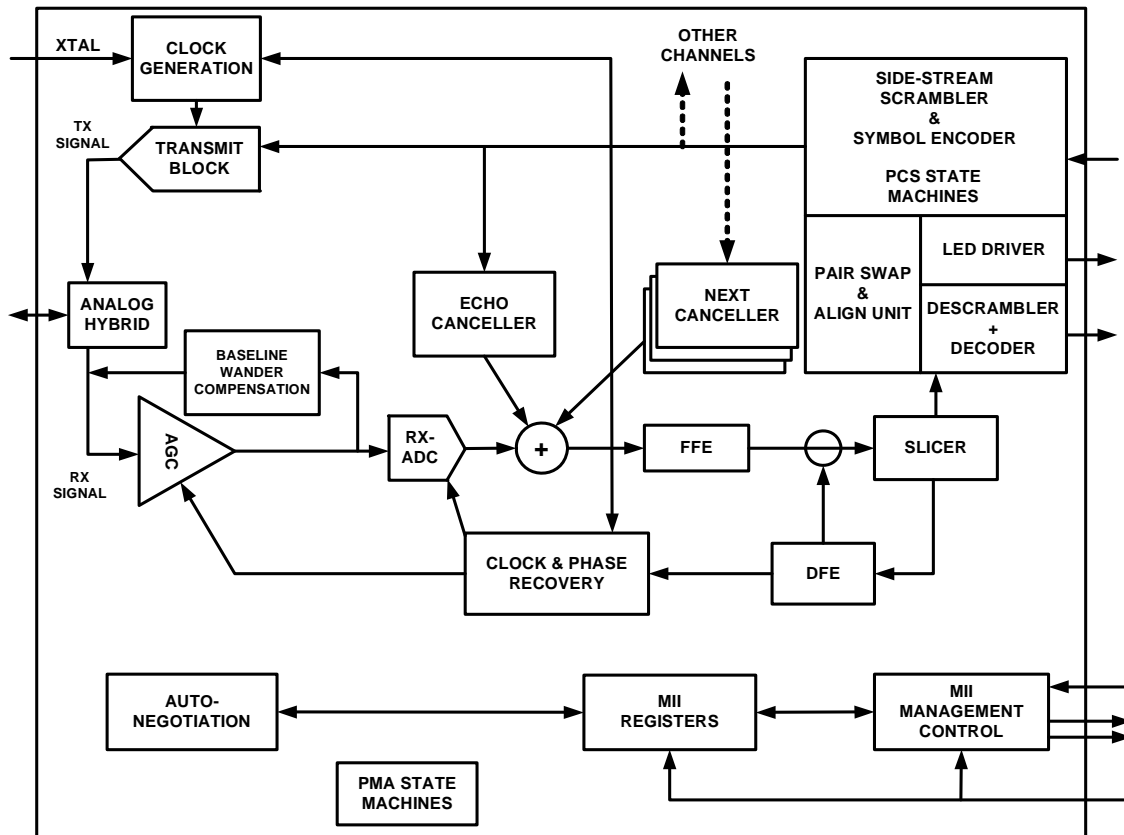 XTAL
CLOCK
GENERATION
OTHER
CHANNELS
SIDE-STREAM
SCRAMBLER
&
SYMBOL ENCODER
PCS STATE
MACHINES
TX
SIGNAL
TRANSMIT
BLOCK
LED DRIVER
PAIR SWAP
&
ALIGN UNIT
DESCRAMBLER
+
DECODER
ANALOG
HYBRID
ECHO
CANCELLER
NEXT
CANCELLER
BASELINE
WANDER
COMPENSATION
AGC
RX-
ADC
+
FFE
SLICER
RX
SIGNAL
CLOCK & PHASE
RECOVERY
DFE
AUTO-
NEGOTIATION
MII
REGISTERS
MII
MANAGEMENT
CONTROL
PMA STATE
MACHINES